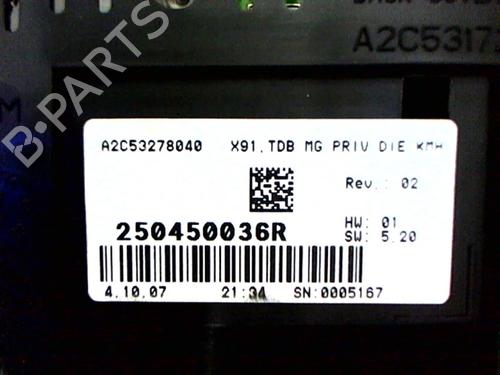 A2C5317
A2C53278040 X91.TDB MG PRIV DIE KMH
Rev.: 02
250450036R
HW: 01
SW: 5.20
4.10.07 21:34 SN:0005167
B-PARTS